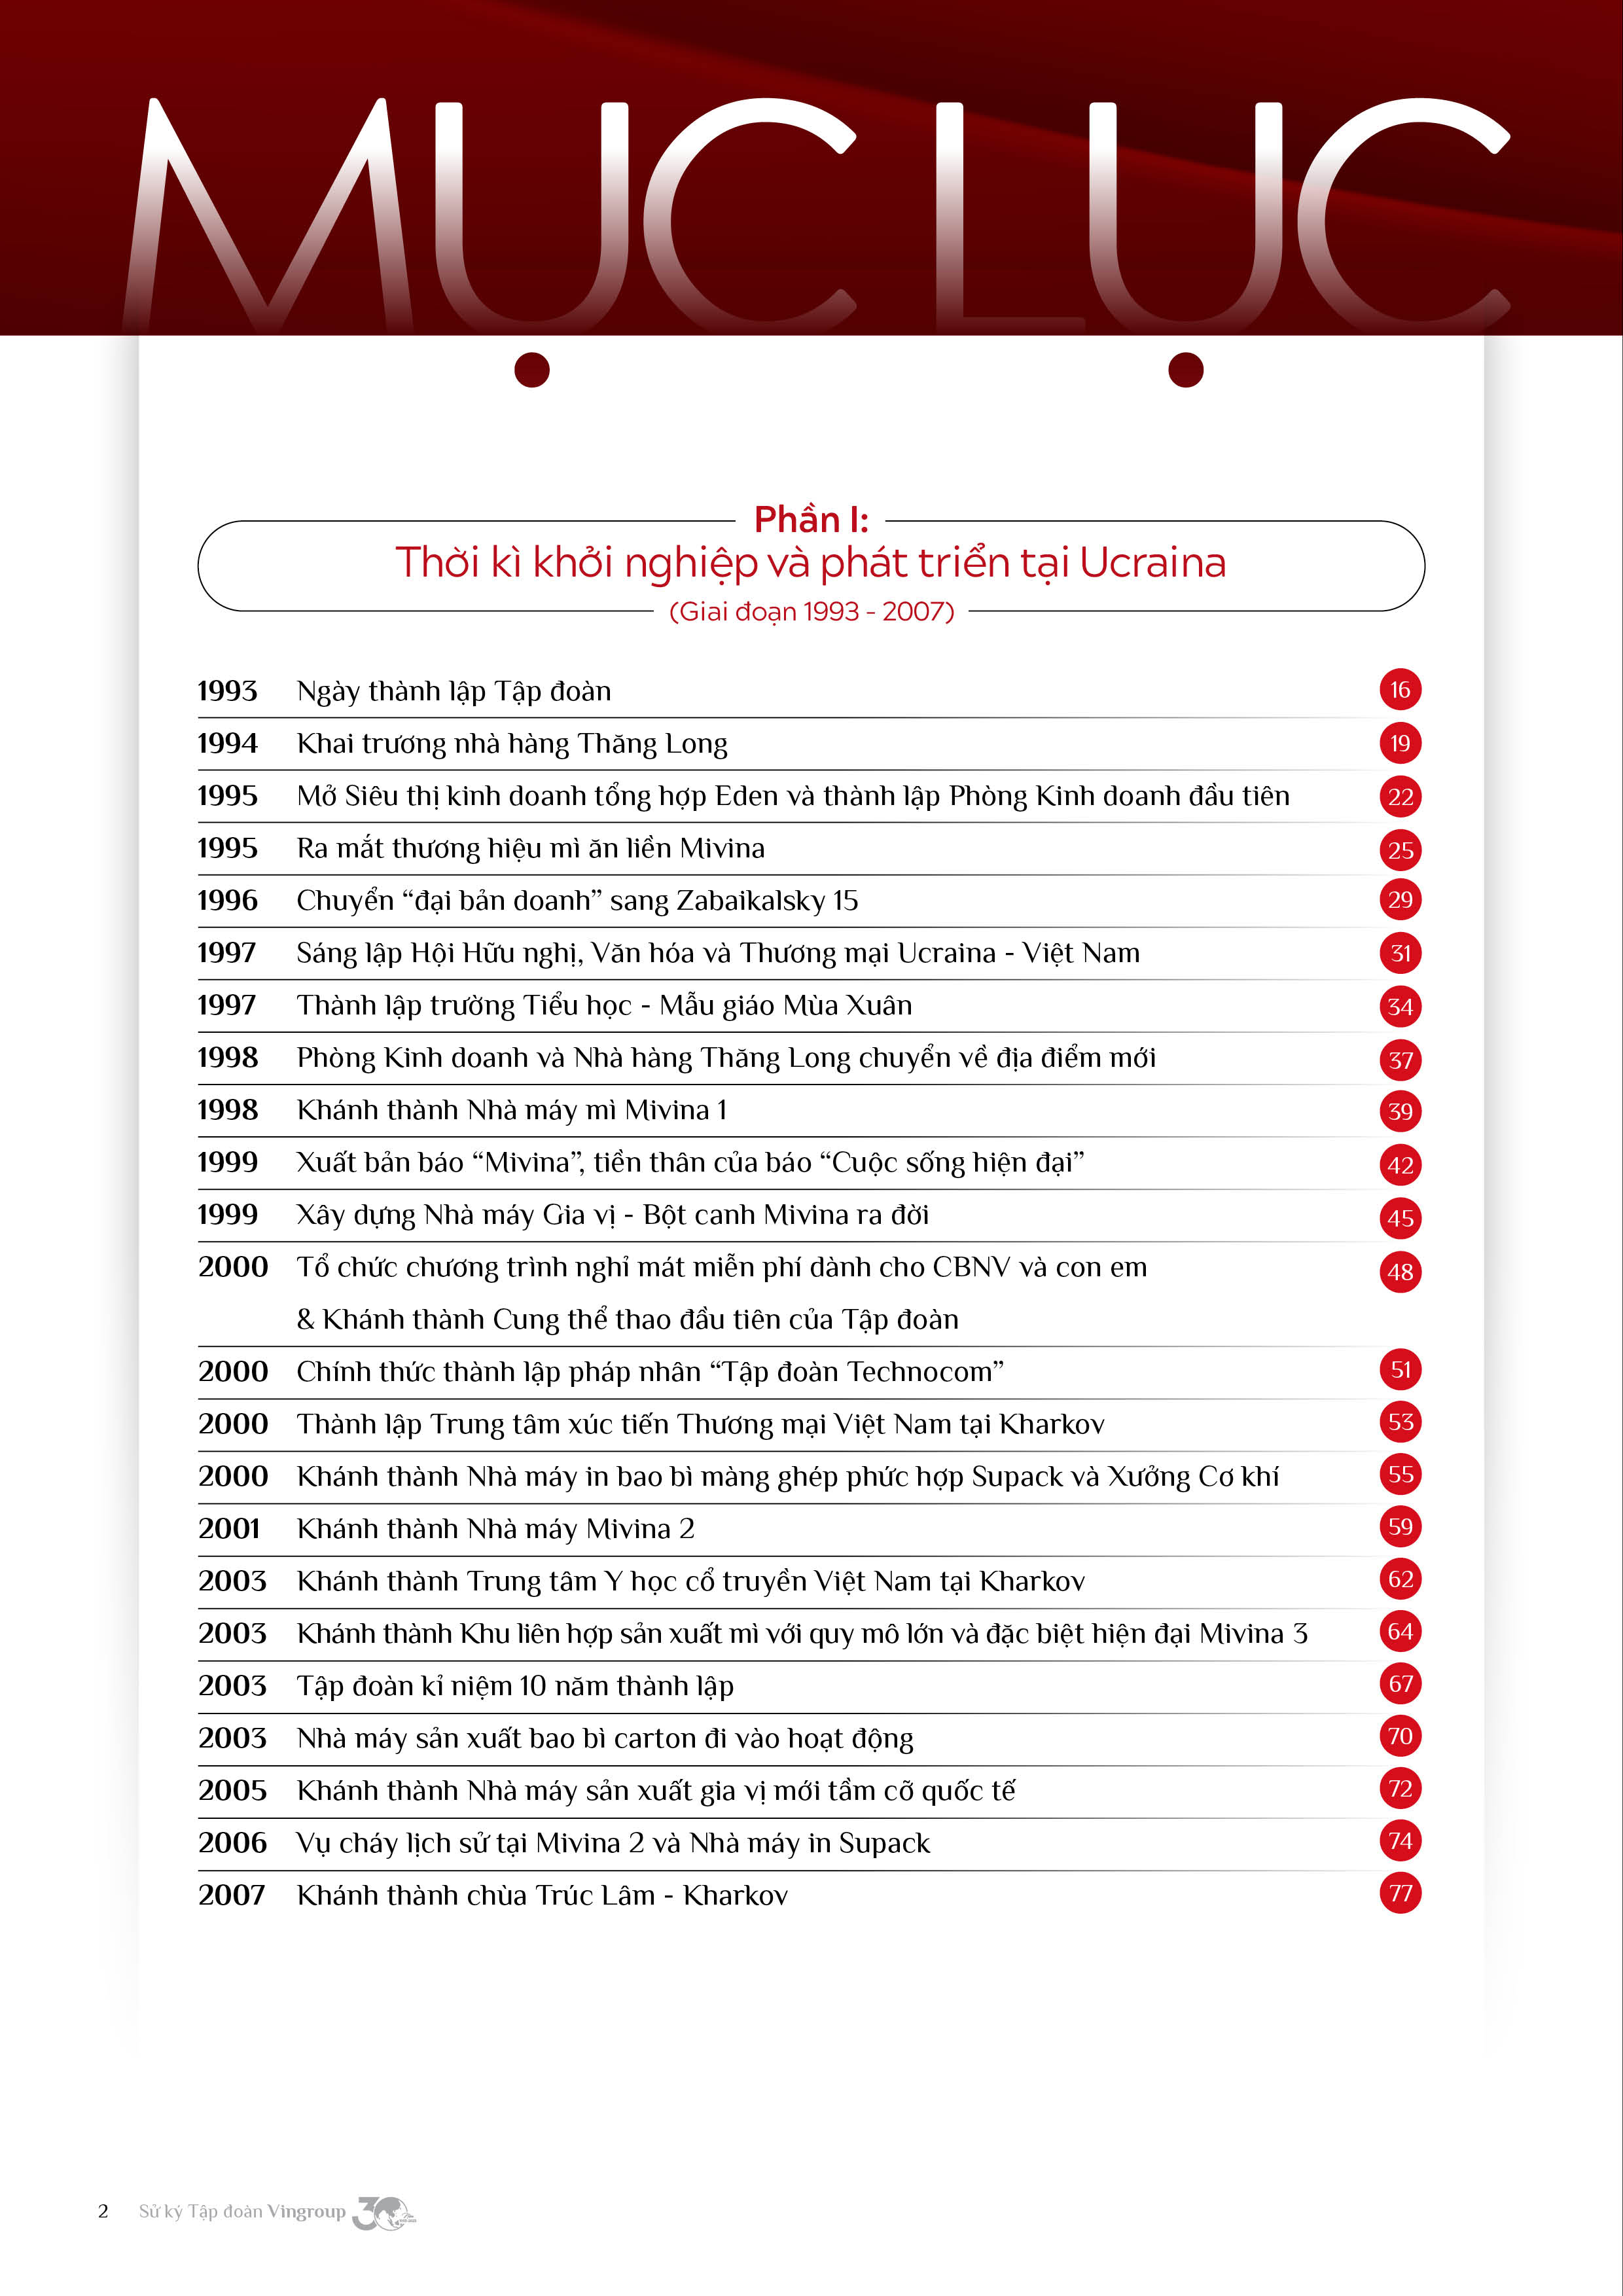 MỤC LỤC
Phần I:
Thời kì khởi nghiệp và phát triển tại Ucraina
(Giai đoạn 1993 - 2007)
1993 Ngày thành lập Tập đoàn 16
1994 Khai trương nhà hàng Thăng Long 19
1995 Mở Siêu thị kinh doanh tổng hợp Eden và thành lập Phòng Kinh doanh đầu tiên 22
1995 Ra mắt thương hiệu mì ăn liền Mivina 25
1996 Chuyển “đại bản doanh” sang Zabaikalsky 15 29
1997 Sáng lập Hội Hữu nghị, Văn hóa và Thương mại Ucraina - Việt Nam 31
1997 Thành lập trường Tiểu học - Mẫu giáo Mùa Xuân 34
1998 Phòng Kinh doanh và Nhà hàng Thăng Long chuyển về địa điểm mới 37
1998 Khánh thành Nhà máy mì Mivina 1 39
1999 Xuất bản báo “Mivina”, tiền thân của báo “Cuộc sống hiện đại” 42
1999 Xây dựng Nhà máy Gia vị - Bột canh Mivina ra đời 45
2000 Tổ chức chương trình nghỉ mát miễn phí dành cho CBNV và con em 48
& Khánh thành Cung thể thao đầu tiên của Tập đoàn
2000 Chính thức thành lập pháp nhân “Tập đoàn Technocom” 51
2000 Thành lập Trung tâm xúc tiến Thương mại Việt Nam tại Kharkov 53
2000 Khánh thành Nhà máy in bao bì màng ghép phức hợp Supack và Xưởng Cơ khí 55
2001 Khánh thành Nhà máy Mivina 2 59
2003 Khánh thành Trung tâm Y học cổ truyền Việt Nam tại Kharkov 62
2003 Khánh thành Khu liên hợp sản xuất mì với quy mô lớn và đặc biệt hiện đại Mivina 3 64
2003 Tập đoàn kỉ niệm 10 năm thành lập 67
2003 Nhà máy sản xuất bao bì carton đi vào hoạt động 70
2005 Khánh thành Nhà máy sản xuất gia vị mới tầm cỡ quốc tế 72
2006 Vụ cháy lịch sử tại Mivina 2 và Nhà máy in Supack 74
2007 Khánh thành chùa Trúc Lâm - Kharkov 77
2 Sử ký Tập đoàn Vingroup 30